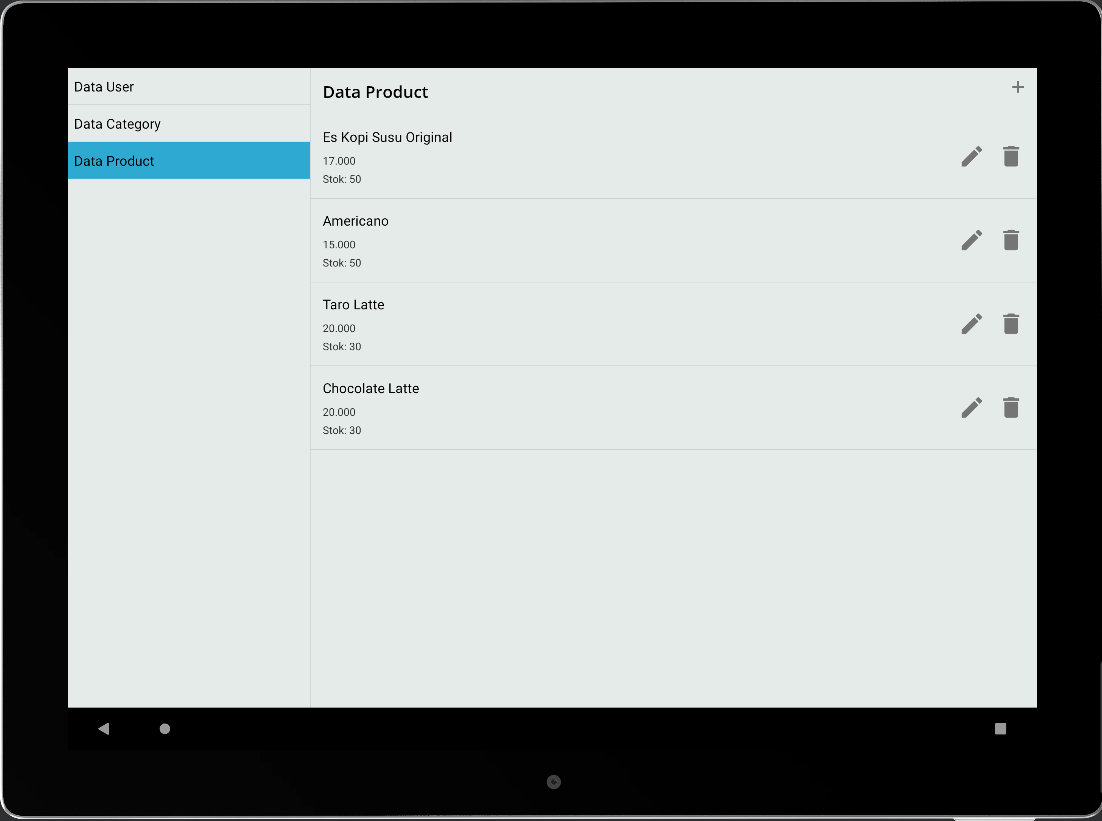 Data User
Data Category
Data Product
Data Product
Es Kopi Susu Original
17.000
Stok: 50
Americano
15.000
Stok: 50
Taro Latte
20.000
Stok: 30
Chocolate Latte
20.000
Stok: 30